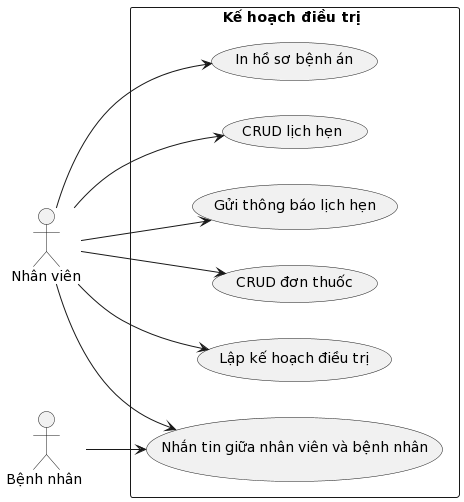 Kế hoạch điều trị
In hồ sơ bệnh án
CRUD lịch hẹn
Gửi thông báo lịch hẹn
Nhân viên
CRUD đơn thuốc
Lập kế hoạch điều trị
Nhắn tin giữa nhân viên và bệnh nhân
Bệnh nhân